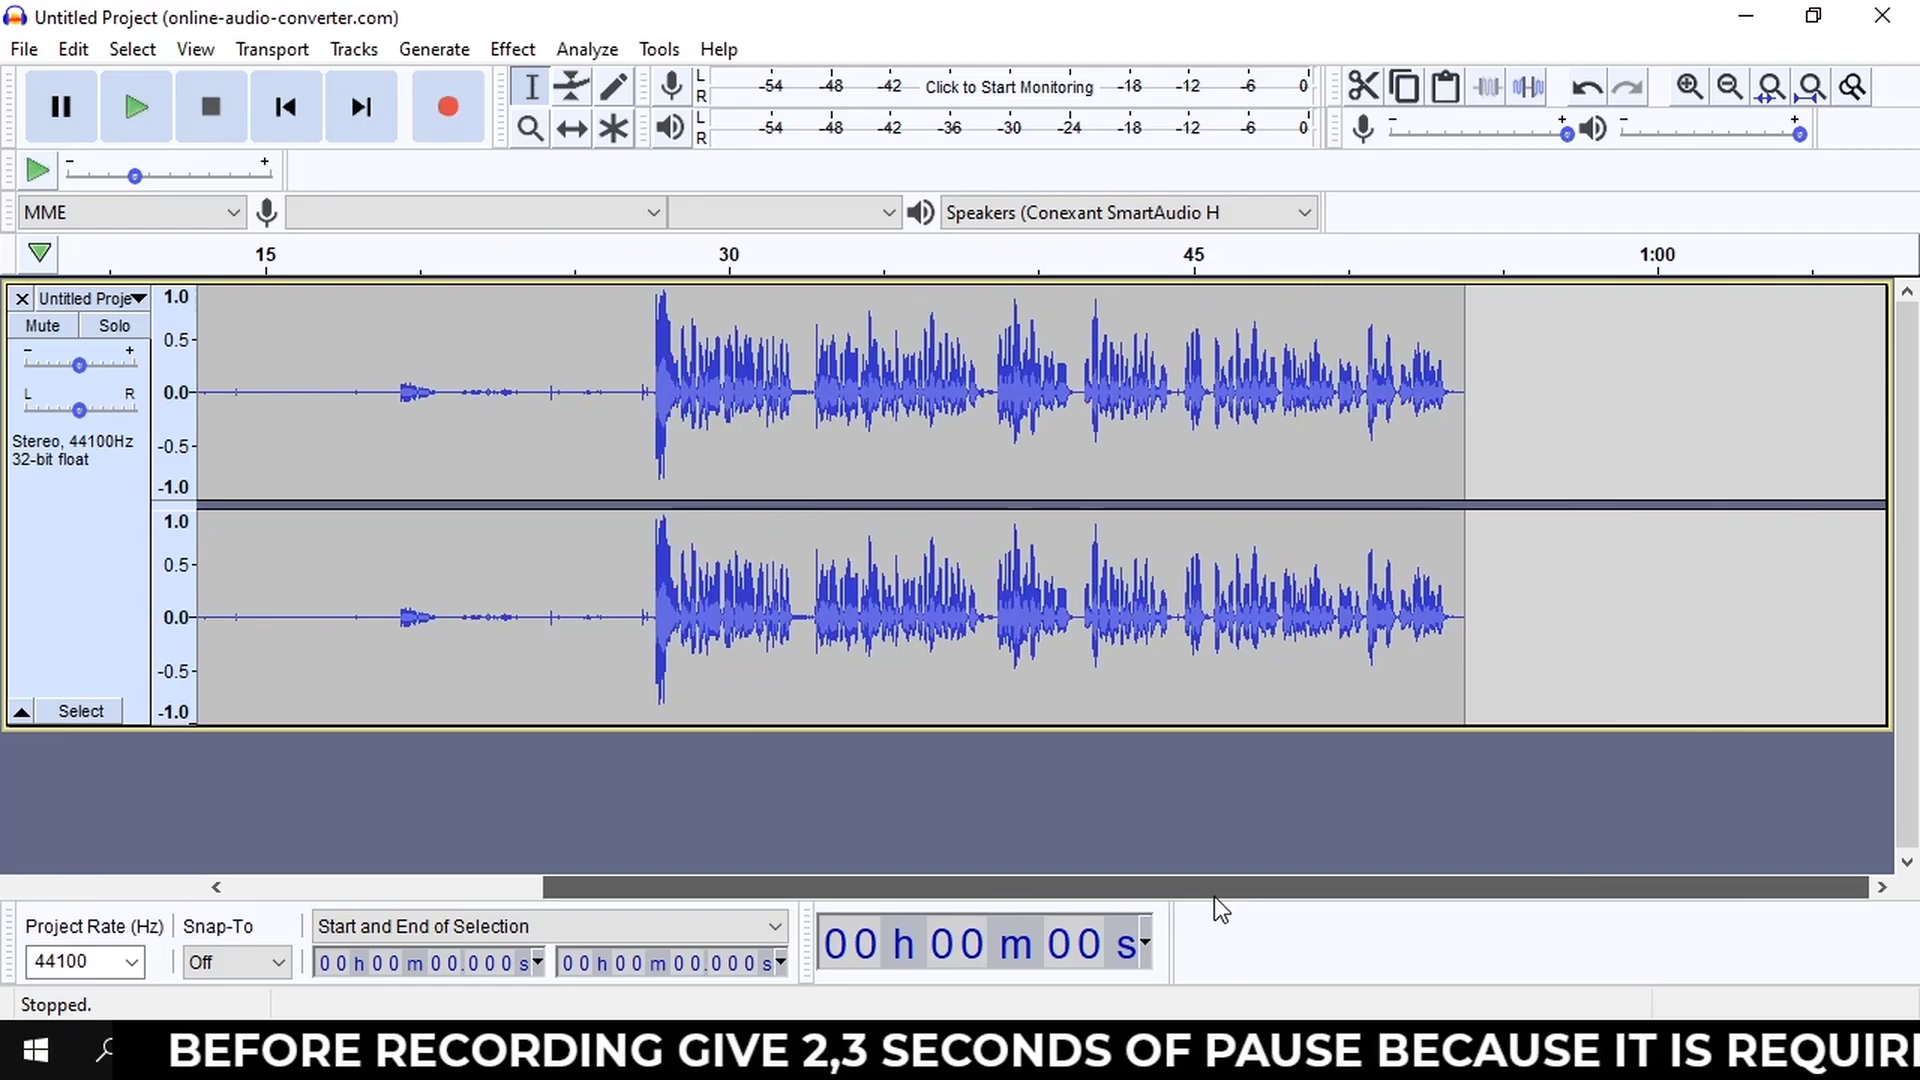 Untitled Project (online-audio-converter.com)
File Edit Select View Transport Tracks Generate Effect Analyze Tools Help
L R -54 -48 -42 Click to Start Monitoring -18 -12 -6 0
L R -54 -48 -42 -36 -30 -24 -18 -12 -6 0
- + - +
- +
MME Speakers (Conexant SmartAudio H
15 30 45 1:00
Untitled Proje 1.0
Mute Solo
- + 0.5
L R 0.0
Stereo, 44100Hz -0.5
32-bit float
-1.0
1.0
0.5
0.0
-0.5
Select -1.0
Project Rate (Hz) Snap-To Start and End of Selection
44100 Off 00 h 00 m 00.000 s 00 h 00 m 00.000 s 00 h 00 m 00 s
Stopped.
BEFORE RECORDING GIVE 2,3 SECONDS OF PAUSE BECAUSE IT IS REQUIR